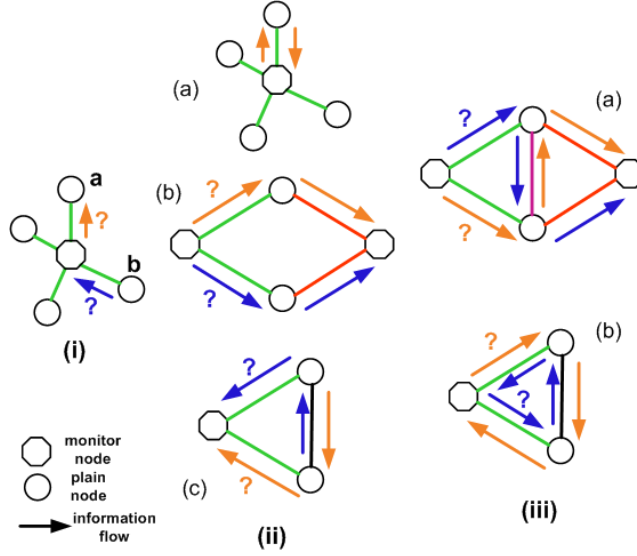 (a)
(a)
?
?
(b)
?
a
?
b
?
?
(i)
(b)
?
?
?
(c)
?
(ii)
(iii)
monitor
node
plain
node
information
flow